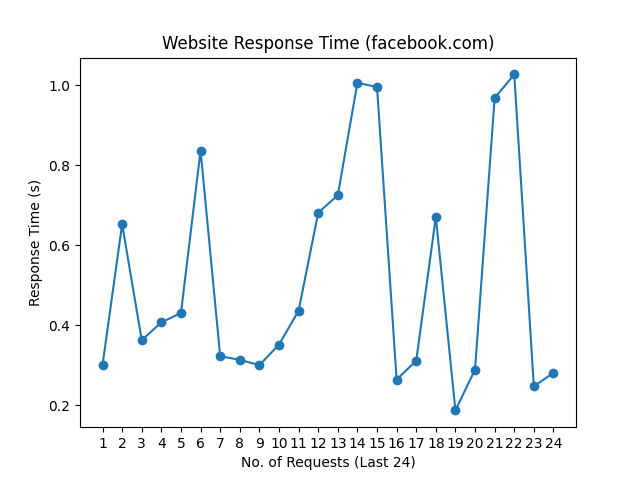 Website Response Time (facebook.com)
1.0
0.8
0.6
0.4
0.2
Response Time (s)
1 2 3 4 5 6 7 8 9 10 11 12 13 14 15 16 17 18 19 20 21 22 23 24
No. of Requests (Last 24)